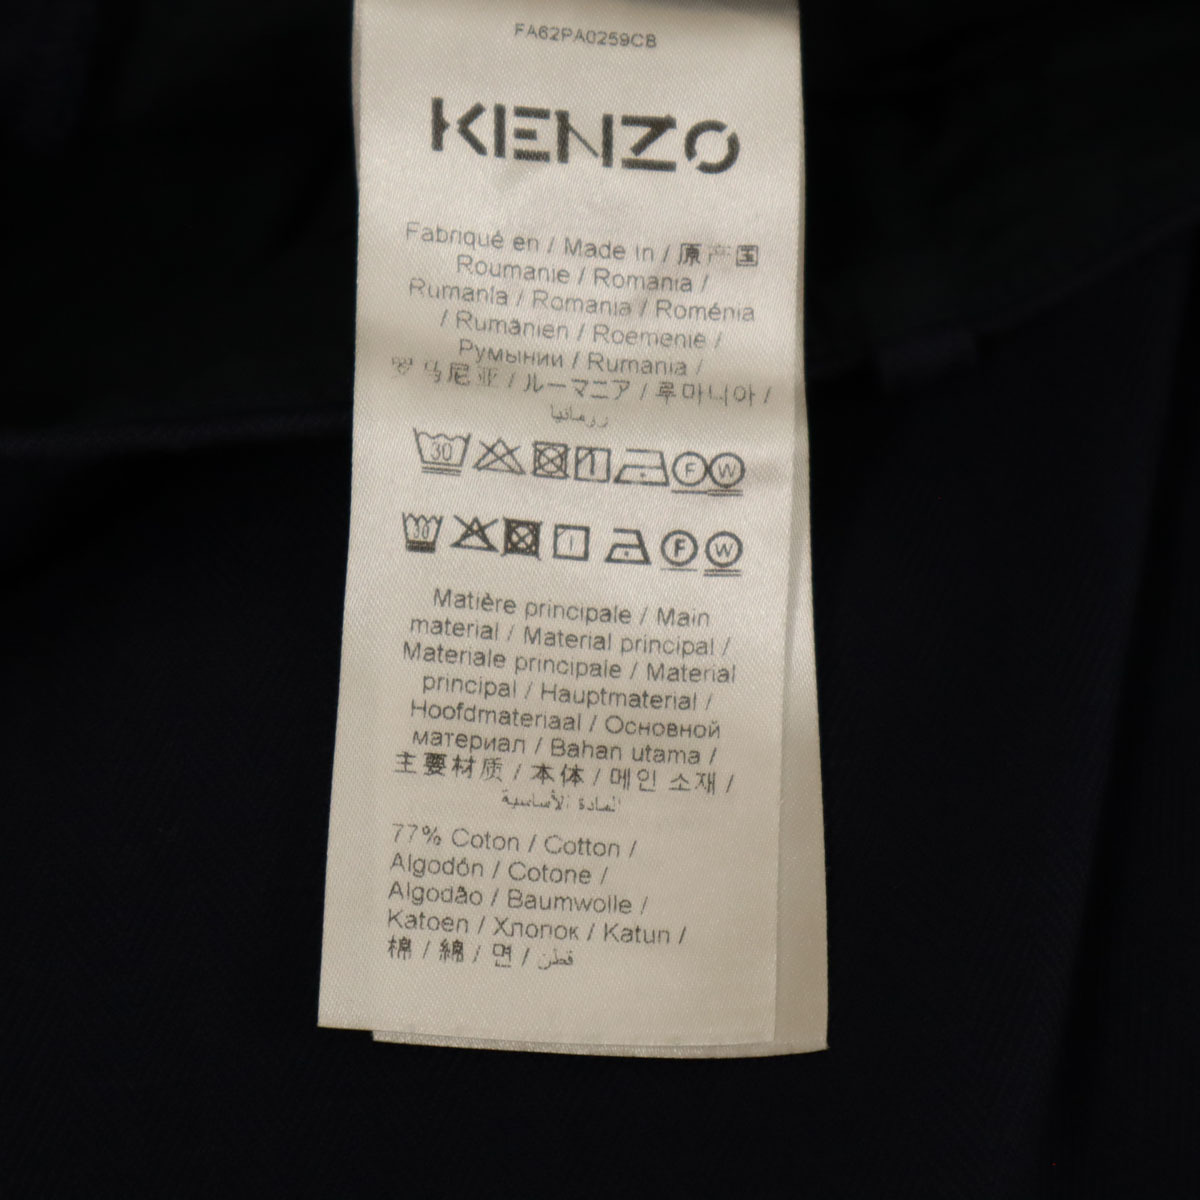 FA62PA0259CB
KENZO
Fabriqué en / Made in / 原产国
Roumanie / Romania /
Rumanía / Romania / Roménia
/ Rumänien / Roemenië /
Румынии / Rumania /
罗马尼亚 / ルーマニア / 루마니아 /
رومانيا
30 F W
30 F W
Matière principale / Main
material / Material principal /
Materiale principale / Material
principal / Hauptmaterial /
Hoofdmateriaal / Основной
материал / Bahan utama /
主要材质 / 本体 / 메인 소재 /
المادة الأساسية
77% Coton / Cotton /
Algodón / Cotone /
Algodão / Baumwolle /
Katoen / Хлопок / Katun /
棉 / 綿 / 면 / قطن